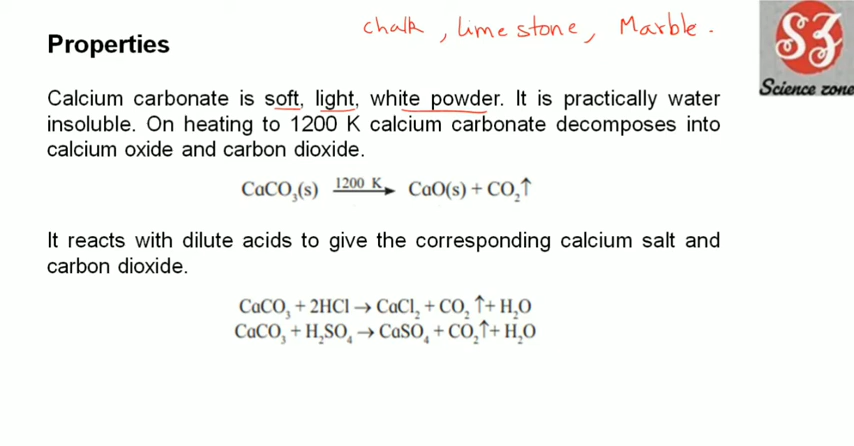 chalk, lime stone, Marble.
Properties
SZ
Science zone
Calcium carbonate is soft, light, white powder. It is practically water
insoluble. On heating to 1200 K calcium carbonate decomposes into
calcium oxide and carbon dioxide.
CaCO₃(s) 1200 K→ CaO(s) + CO₂↑
It reacts with dilute acids to give the corresponding calcium salt and
carbon dioxide.
CaCO₃ + 2HCl → CaCl₂ + CO₂ ↑+ H₂O
CaCO₃ + H₂SO₄ → CaSO₄ + CO₂↑+ H₂O